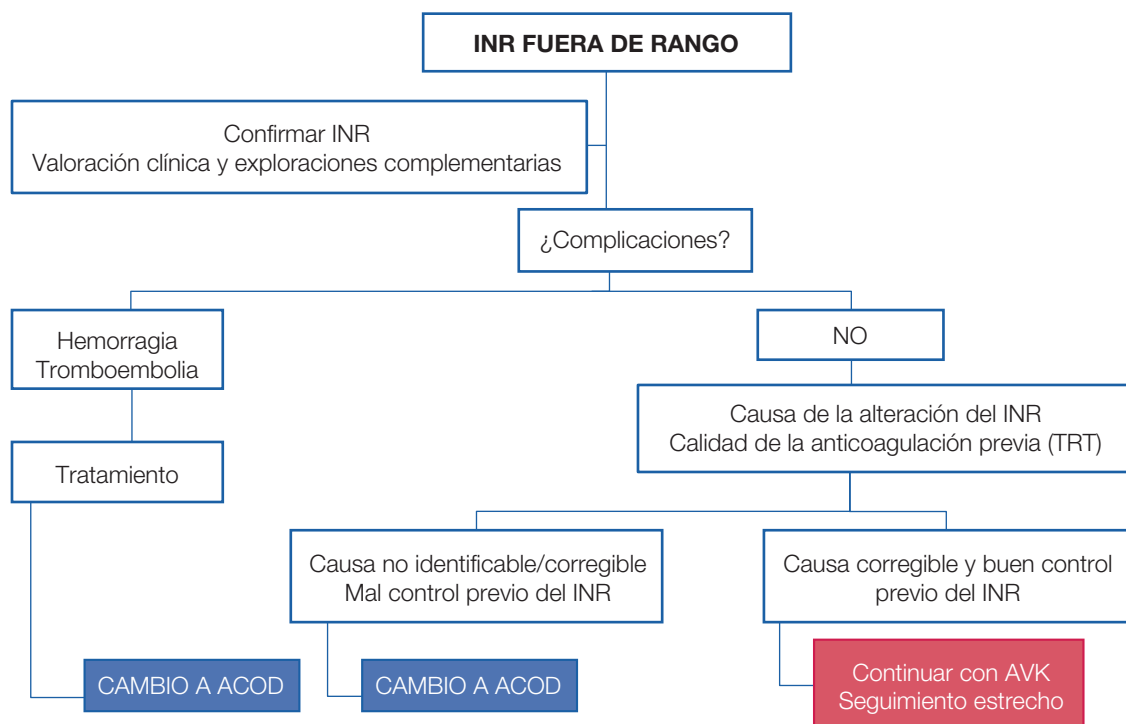 INR FUERA DE RANGO
Confirmar INR
Valoración clínica y exploraciones complementarias
¿Complicaciones?
Hemorragia
Tromboembolia
NO
Causa de la alteración del INR
Calidad de la anticoagulación previa (TRT)
Tratamiento
Causa no identificable/corregible
Mal control previo del INR
Causa corregible y buen control
previo del INR
CAMBIO A ACOD
CAMBIO A ACOD
Continuar con AVK
Seguimiento estrecho